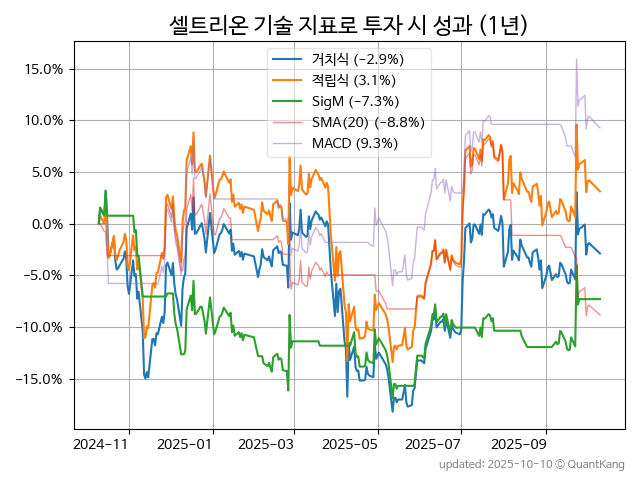 셀트리온 기술 지표로 투자 시 성과 (1년)
거치식 (−2.9%)
적립식 (3.1%)
SigM (−7.3%)
SMA(20) (−8.8%)
MACD (9.3%)
15.0%
10.0%
5.0%
0.0%
−5.0%
−10.0%
−15.0%
2024-11 2025-01 2025-03 2025-05 2025-07 2025-09
updated: 2025-10-10 © QuantKang